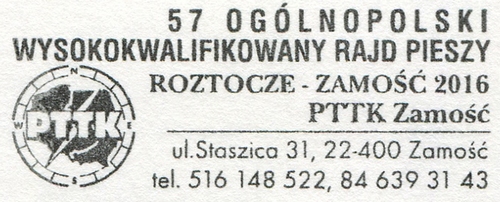 57 OGÓLNOPOLSKI
WYSOKOKWALIFIKOWANY RAJD PIESZY
ROZTOCZE - ZAMOŚĆ 2016
PTTK Zamość
N
W PTTK E
S
ul.Staszica 31, 22-400 Zamość
tel. 516 148 522, 84 639 31 43